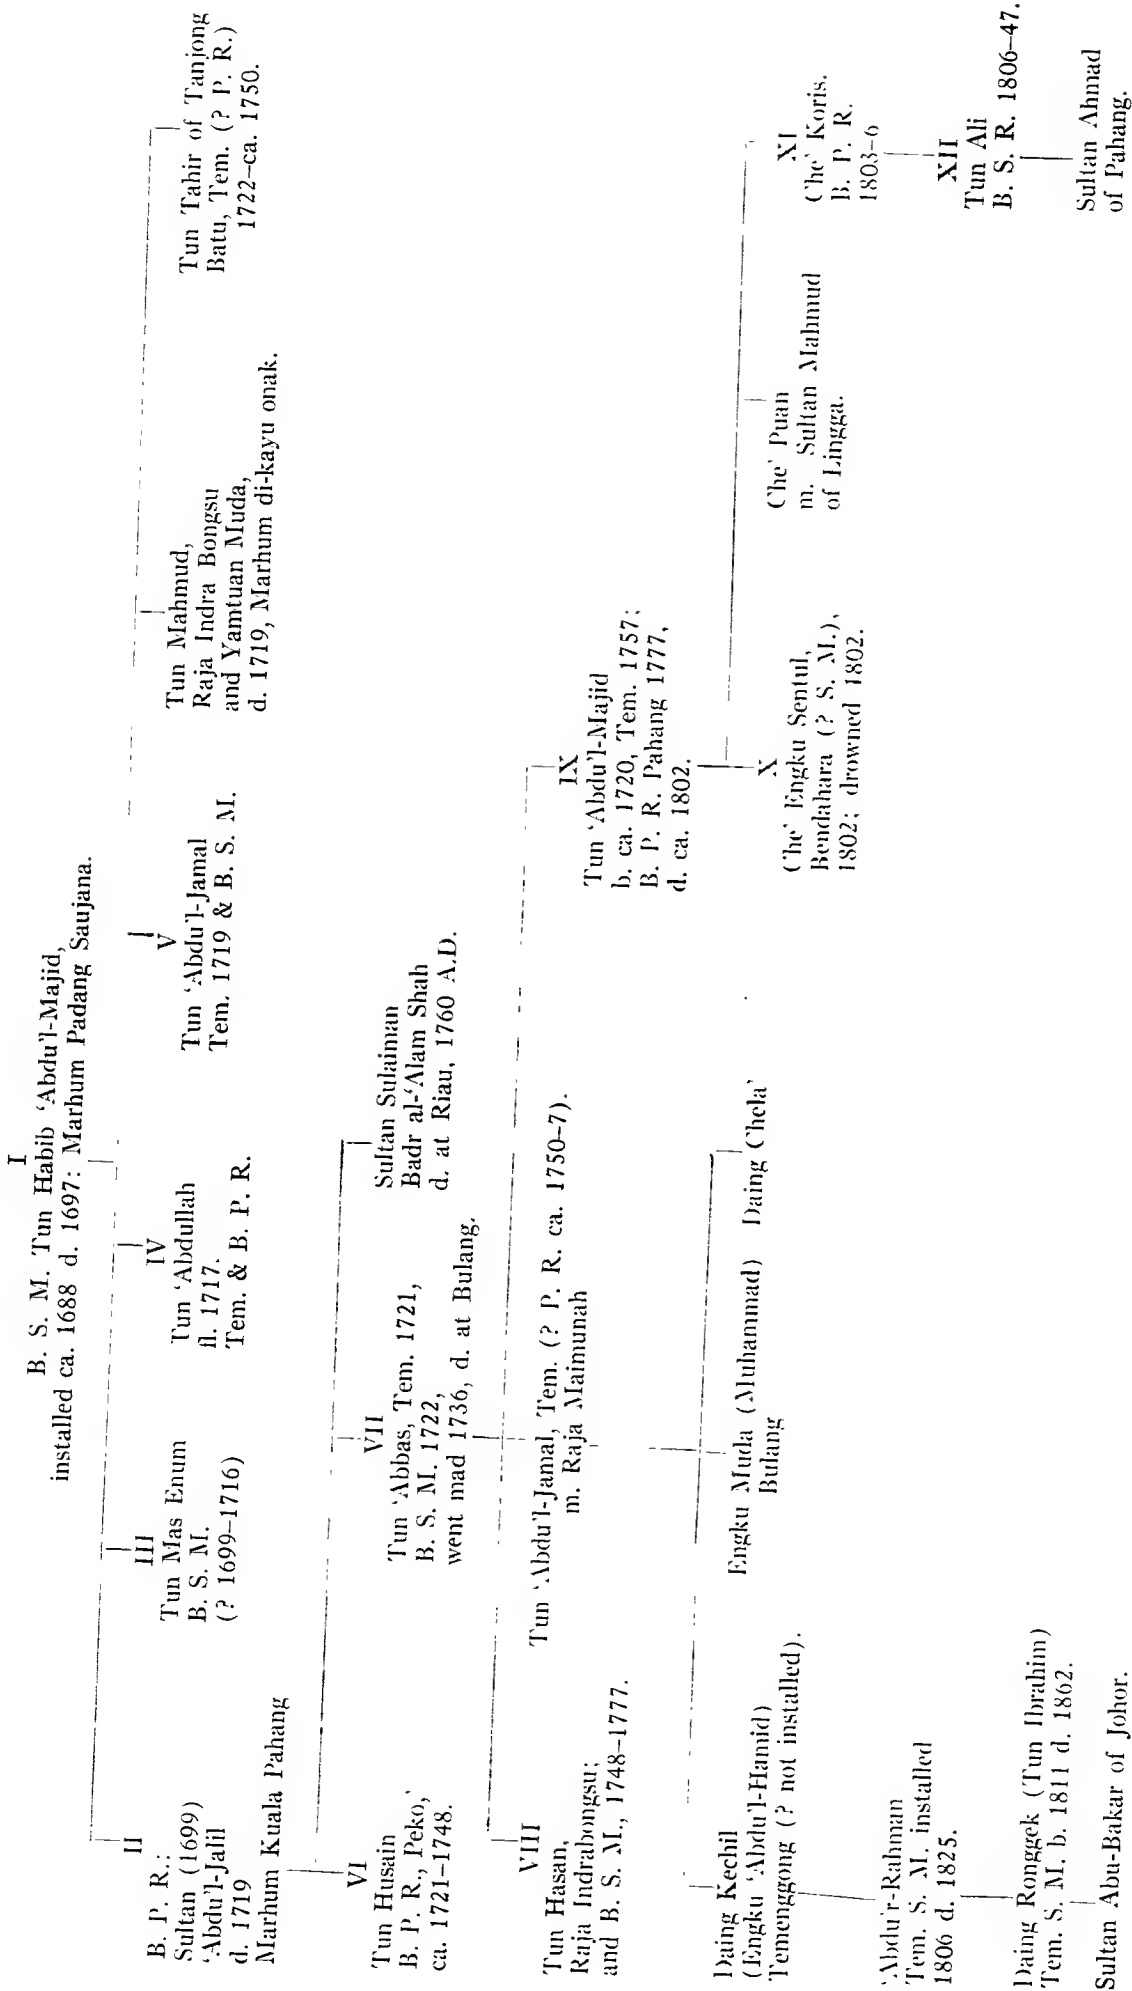 I
B. S. M. Tun Habib ‘Abdu’l-Majid,
installed ca. 1688 d. 1697: Marhum Padang Saujana.
II
B. P. R.:
Sultan (1699)
‘Abdu’l-Jalil
d. 1719
Marhum Kuala Pahang
III
Tun Mas Enum
B. S. M.
(? 1699–1716)
IV
Tun ‘Abdullah
fl. 1717.
Tem. & B. P. R.
V
Tun ‘Abdu’l-Jamal
Tem. 1719 & B. S. M.
Tun Mahmud,
Raja Indra Bongsu
and Yamtuan Muda,
d. 1719, Marhum di-kayu onak.
Tun Tahir of Tanjong
Batu, Tem. (? P. R.)
1722–ca. 1750.
VI
Tun Husain
B. P. R., Peko,’
ca. 1721–1748.
VII
Tun ‘Abbas, Tem. 1721,
B. S. M. 1722,
went mad 1736, d. at Bulang.
Sultan Sulaiman
Badr al-‘Alam Shah
d. at Riau, 1760 A.D.
VIII
Tun Hasan,
Raja Indrabongsu;
and B. S. M., 1748–1777.
Tun ‘Abdu’l-Jamal, Tem. (? P. R. ca. 1750–7).
m. Raja Maimunah
IX
Tun ‘Abdu’l-Majid
b. ca. 1720, Tem. 1757;
B. P. R. Pahang 1777,
d. ca. 1802.
Daing Kechil
(Engku ‘Abdu’l-Hamid)
Temenggong (? not installed).
Engku Muda (Muhammad)
Bulang
Daing Chela’
X
Che’ Engku Sentul,
Bendahara (? S. M.),
1802; drowned 1802.
Che’ Puan
m. Sultan Mahmud
of Lingga.
XI
Che’ Koris.
B. P. R.
1803–6
‘Abdu’r-Rahman
Tem. S. M. installed
1806 d. 1825.
XII
Tun Ali
B. S. R. 1806–47.
Daing Ronggek (Tun Ibrahim)
Tem. S. M. b. 1811 d. 1862.
Sultan Ahmad
of Pahang.
Sultan Abu-Bakar of Johor.